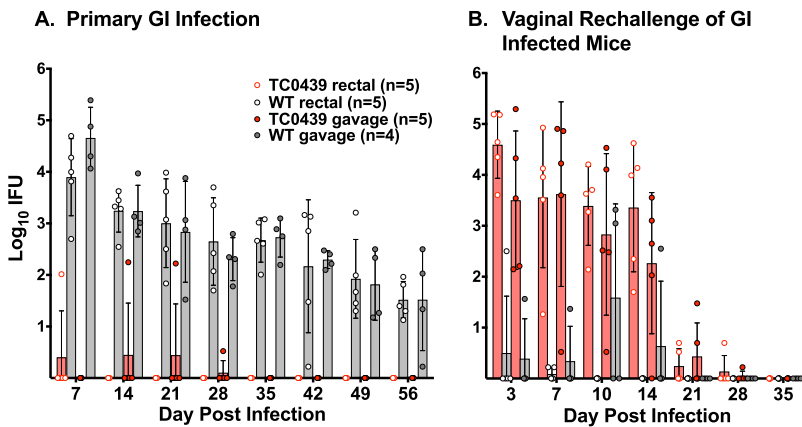 A. Primary GI Infection
TC0439 rectal (n=5)
WT rectal (n=5)
TC0439 gavage (n=5)
WT gavage (n=4)
Log10 IFU
6
5
4
3
2
1
7 14 21 28 35 42 49 56
Day Post Infection
B. Vaginal Rechallenge of GI
Infected Mice
6
5
4
3
2
1
3 7 10 14 21 28 35
Day Post Infection